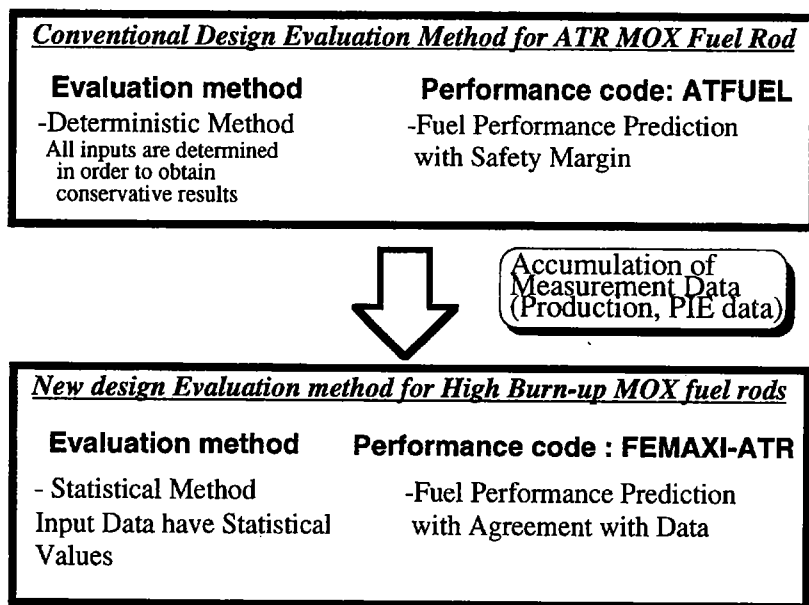 Conventional Design Evaluation Method for ATR MOX Fuel Rod
Evaluation method
-Deterministic Method
All inputs are determined
in order to obtain
conservative results
Performance code: ATFUEL
-Fuel Performance Prediction
with Safety Margin
Accumulation of
Measurement Data
(Production, PIE data)
New design Evaluation method for High Burn-up MOX fuel rods
Evaluation method
- Statistical Method
Input Data have Statistical
Values
Performance code : FEMAXI-ATR
-Fuel Performance Prediction
with Agreement with Data